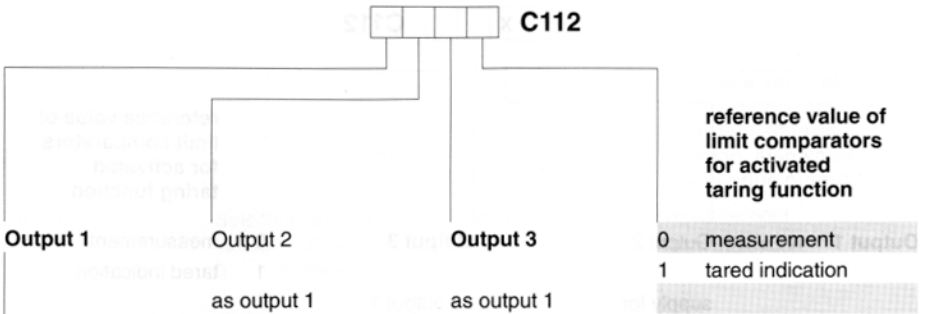 C112
reference value of
limit comparators
for activated
taring function
Output 1
Output 2
Output 3
0 measurement
1 tared indication
as output 1
as output 1